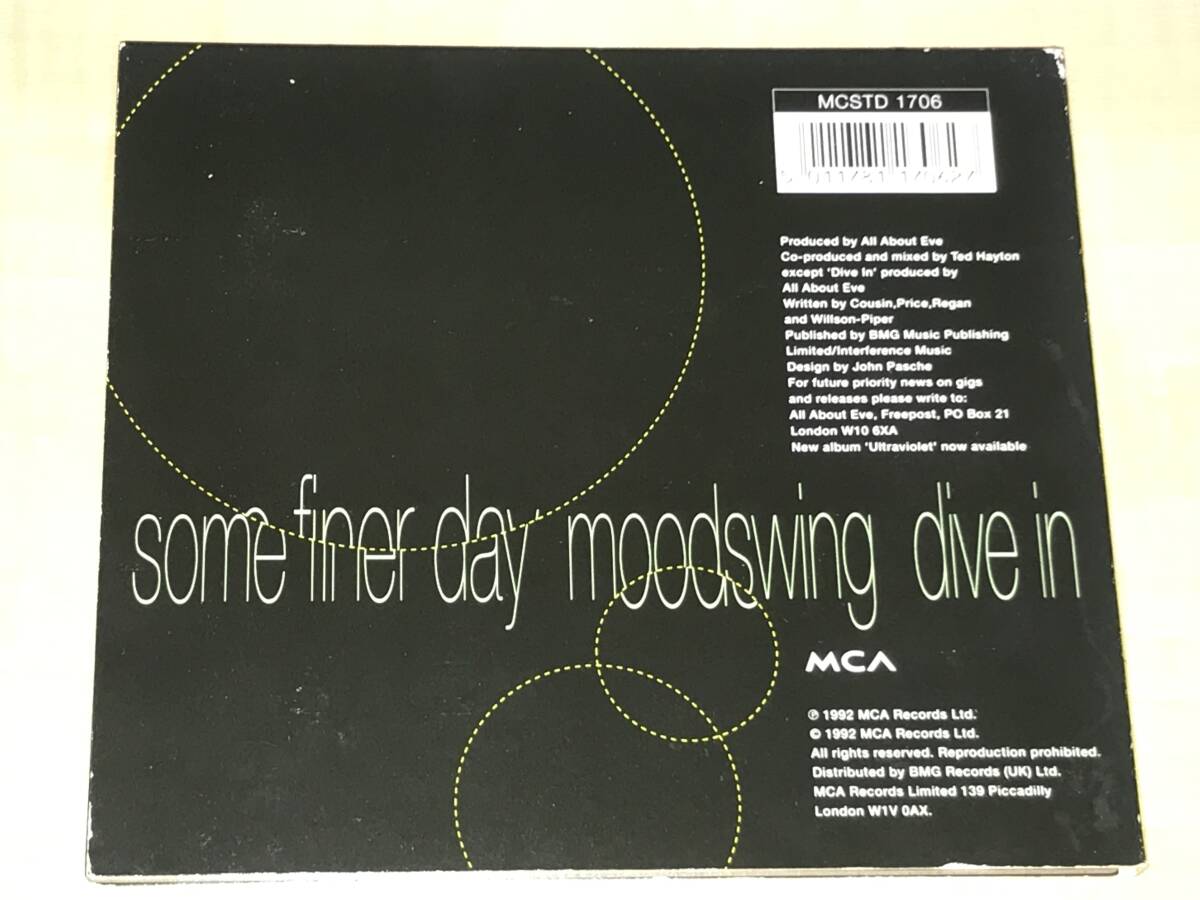 MCSTD 1706
Produced by All About Eve
Co-produced and mixed by Ted Hayton
except 'Dive In' produced by
All About Eve
Written by Cousin,Price,Regan
and Willson-Piper
Published by BMG Music Publishing
Limited/Interference Music
Design by John Pasche
For future priority news on gigs
and releases please write to:
All About Eve, Freepost, PO Box 21
London W10 6XA
New album 'Ultraviolet' now available
some finer day moodswing dive in
MCA
℗ 1992 MCA Records Ltd.
© 1992 MCA Records Ltd.
All rights reserved. Reproduction prohibited.
Distributed by BMG Records (UK) Ltd.
MCA Records Limited 139 Piccadilly
London W1V 0AX.